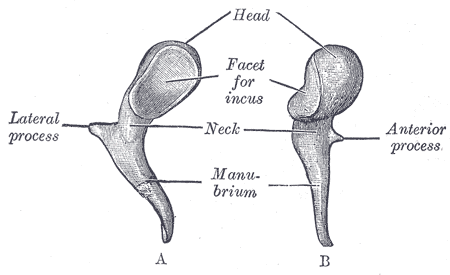 Head
Facet
for
incus
Lateral
process
Neck
Anterior
process
Manu-
brium
A
B